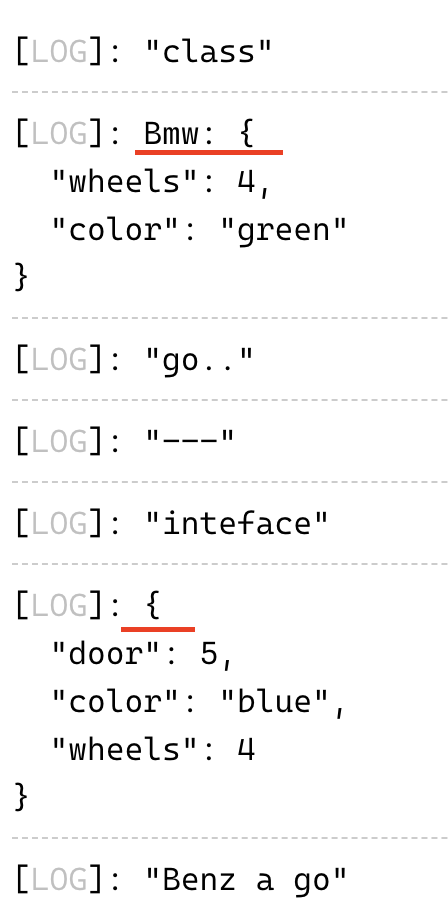 [LOG]: "class"
[LOG]: Bmw: {
"wheels": 4,
"color": "green"
}
[LOG]: "go.."
[LOG]: "---"
[LOG]: "inteface"
[LOG]: {
"door": 5,
"color": "blue",
"wheels": 4
}
[LOG]: "Benz a go"